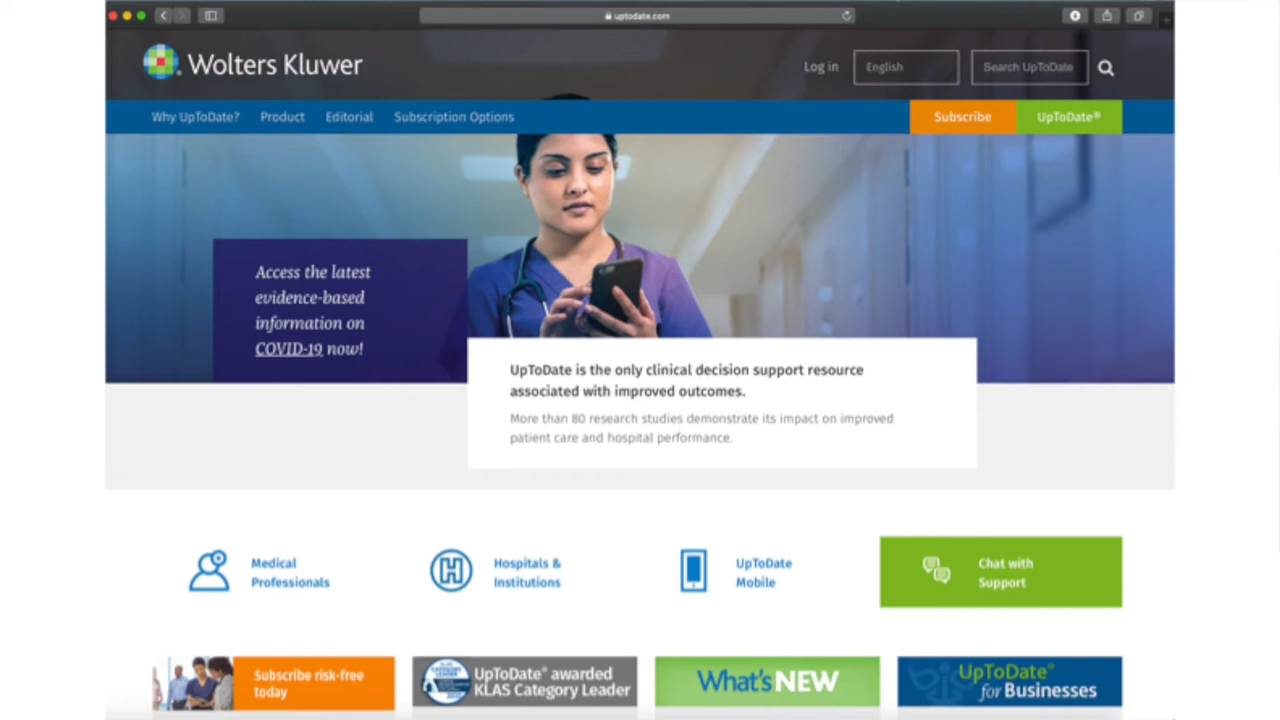 uptodate.com
Wolters Kluwer
Log in
English
Search UpToDate
Why UpToDate?
Product
Editorial
Subscription Options
Subscribe
UpToDate®
Access the latest
evidence-based
information on
COVID-19 now!
UpToDate is the only clinical decision support resource
associated with improved outcomes.
More than 80 research studies demonstrate its impact on improved
patient care and hospital performance.
Medical
Professionals
Hospitals &
Institutions
UpToDate
Mobile
Chat with
Support
Subscribe risk-free
today
CATEGORY
LEADER
UpToDate® awarded
KLAS Category Leader
What's NEW
UpToDate®
for Businesses